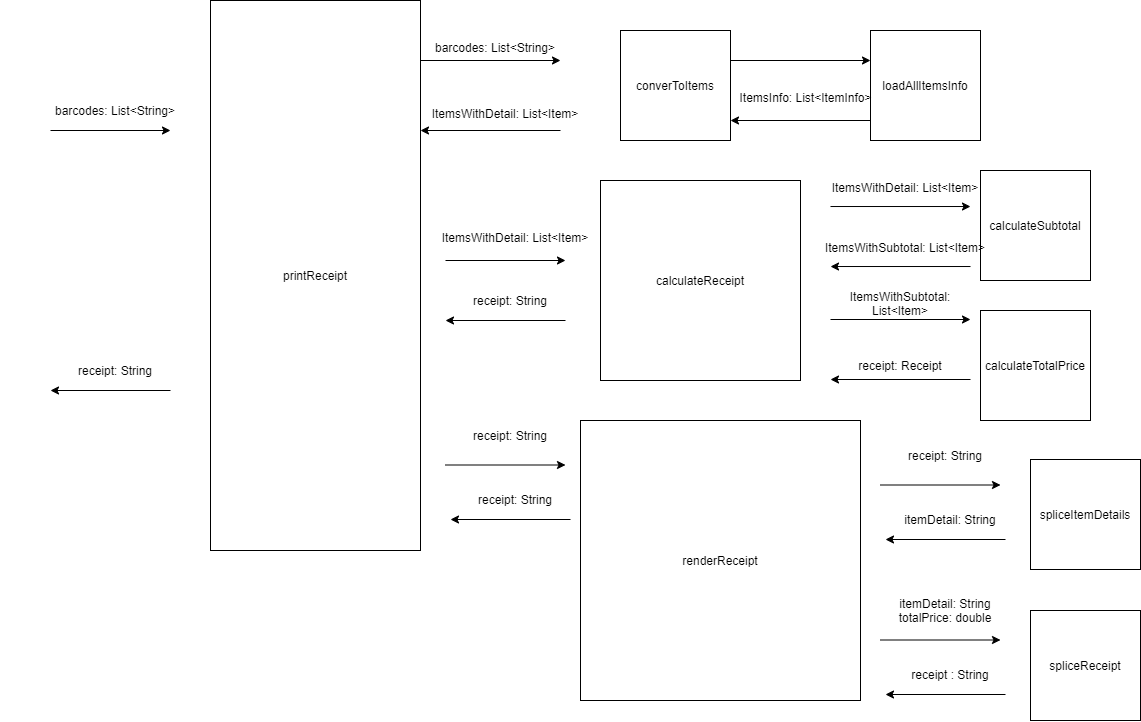 barcodes: List<String>
receipt: String
printReceipt
barcodes: List<String>
ItemsWithDetail: List<Item>
converToItems
ItemsInfo: List<ItemInfo>
loadAllItemsInfo
ItemsWithDetail: List<Item>
receipt: String
calculateReceipt
ItemsWithDetail: List<Item>
ItemsWithSubtotal: List<Item>
calculateSubtotal
ItemsWithSubtotal:
List<Item>
receipt: Receipt
calculateTotalPrice
receipt: String
receipt: String
renderReceipt
receipt: String
itemDetail: String
spliceItemDetails
itemDetail: String
totalPrice: double
receipt : String
spliceReceipt